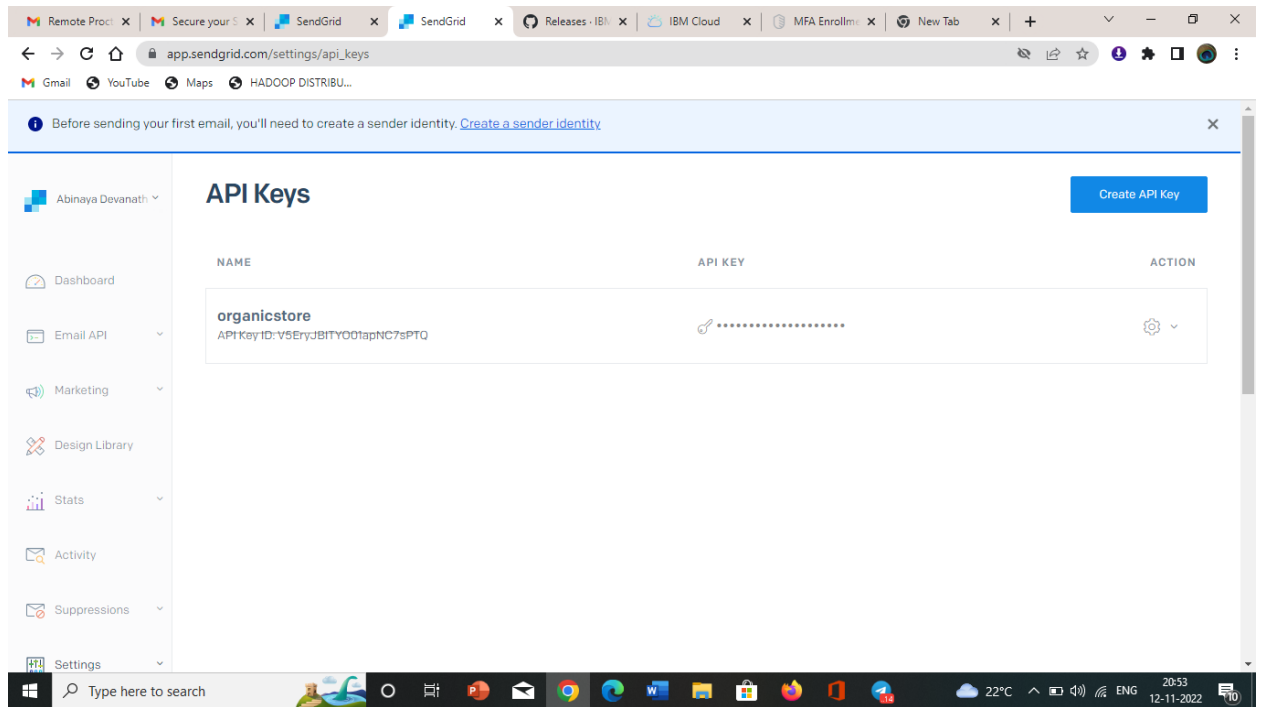 Remote Proct
Secure your S
SendGrid
SendGrid
Releases · IBM
IBM Cloud
MFA Enrollme
New Tab
app.sendgrid.com/settings/api_keys
Gmail YouTube Maps HADOOP DISTRIBU...
Before sending your first email, you'll need to create a sender identity. Create a sender identity
Abinaya Devanath
API Keys
Create API Key
NAME API KEY ACTION
Dashboard
organicstore
API Key ID:
Email API
Marketing
Design Library
Stats
Activity
Suppressions
Settings
Type here to search
14
22°C ENG
20:53
12-11-2022
10